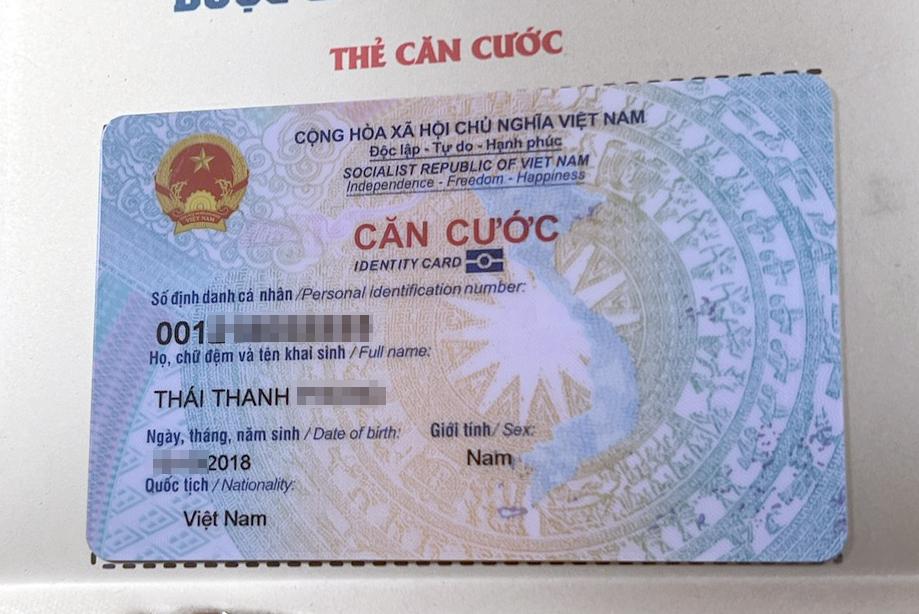 THẺ CĂN CƯỚC
CỘNG HÒA XÃ HỘI CHỦ NGHĨA VIỆT NAM
Độc lập - Tự do - Hạnh phúc
SOCIALIST REPUBLIC OF VIET NAM
Independence - Freedom - Happiness
VIỆT NAM
CĂN CƯỚC
IDENTITY CARD
Số định danh cá nhân / Personal identification number:
001
Họ, chữ đệm và tên khai sinh / Full name:
THÁI THANH
Ngày, tháng, năm sinh / Date of birth:
Giới tính / Sex:
2018
Nam
Quốc tịch / Nationality:
Việt Nam